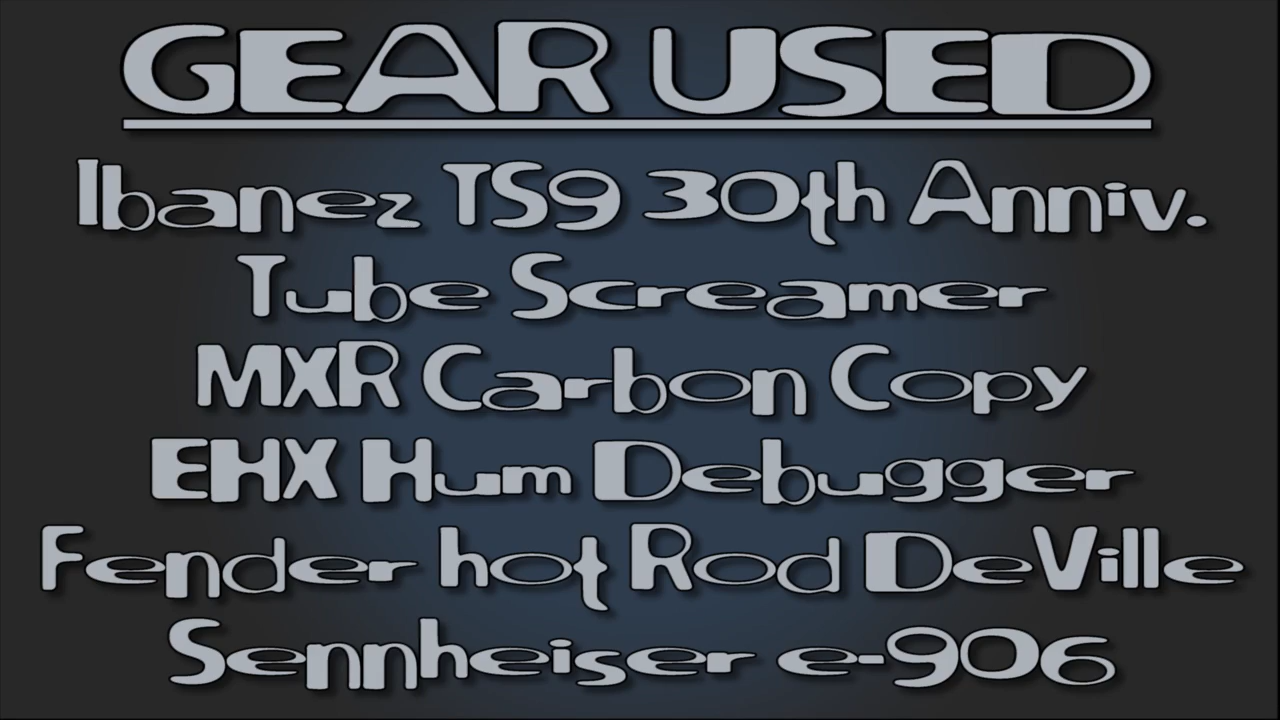 GEAR USED
Ibanez TS9 30th Anniv.
Tube Screamer
MXR Carbon Copy
EHX Hum Debugger
Fender hot Rod DeVille
Sennheiser e-906